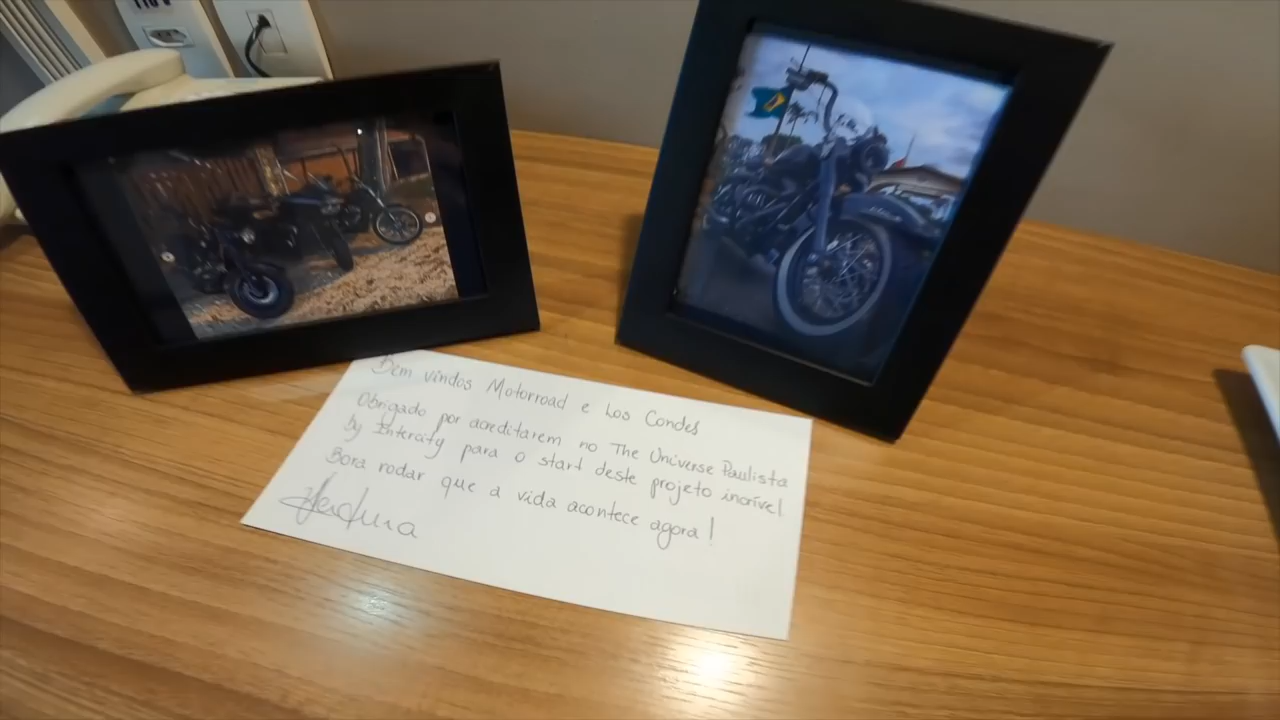 110V
Bem vindos Motorroad e Los Condes
Obrigado por acreditarem no The Universe Paulista
by Intercity para o start deste projeto incrível
Bora rodar que a vida acontece agora!